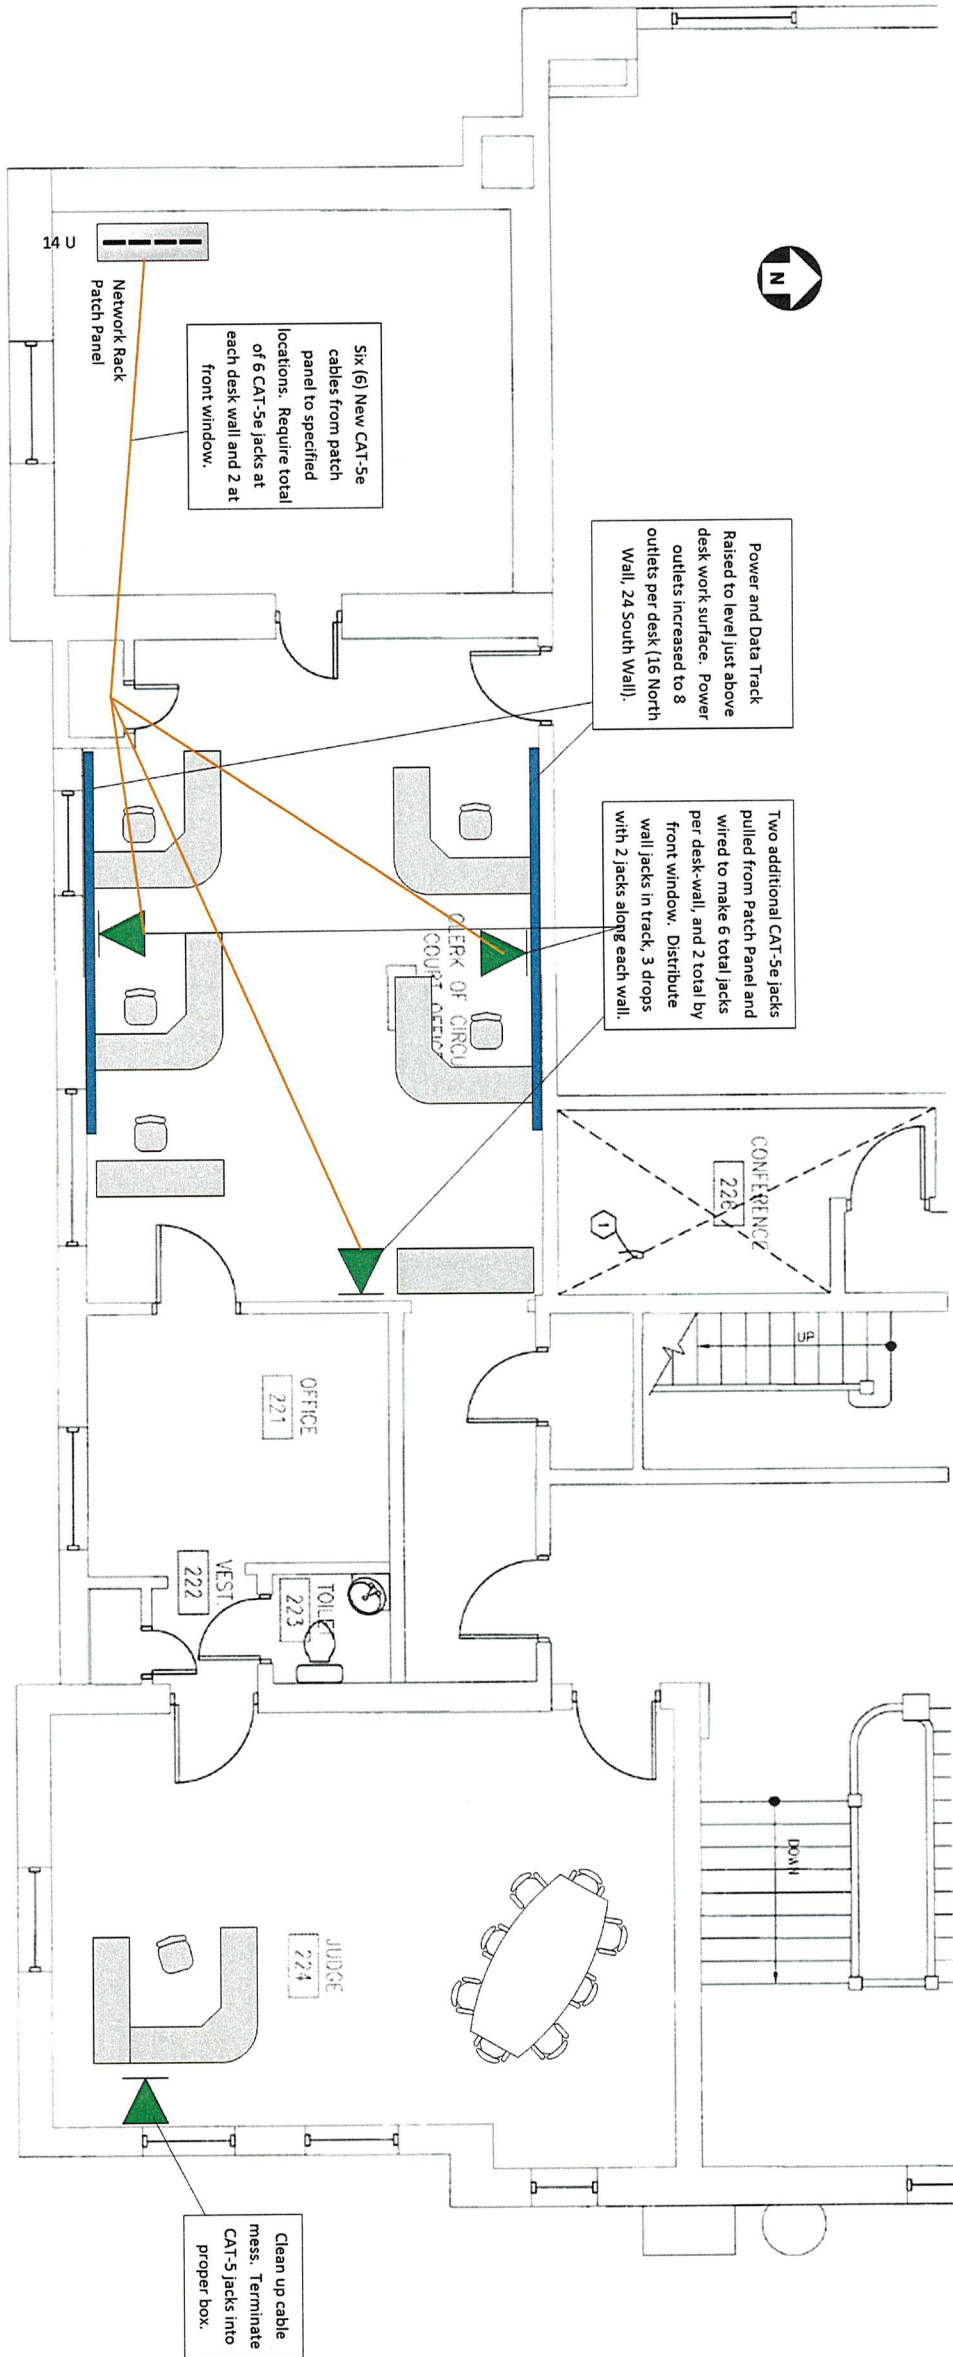 N
14 U
Network Rack
Patch Panel
Six (6) New CAT-5e
cables from patch
panel to specified
locations. Require total
of 6 CAT-5e jacks at
each desk wall and 2 at
front window.
Power and Data Track
Raised to level just above
desk work surface. Power
outlets increased to 8
outlets per desk (16 North
Wall, 24 South Wall).
Two additional CAT-5e jacks
pulled from Patch Panel and
wired to make 6 total jacks
per desk-wall, and 2 total by
front window. Distribute
wall jacks in track, 3 drops
with 2 jacks along each wall.
CLERK OF CIRCU
COURT OFFICE
CONFERENCE
226
1
UP
OFFICE
221
VEST.
222
TOILET
223
DOWN
JUDGE
224
Clean up cable
mess. Terminate
CAT-5 jacks into
proper box.